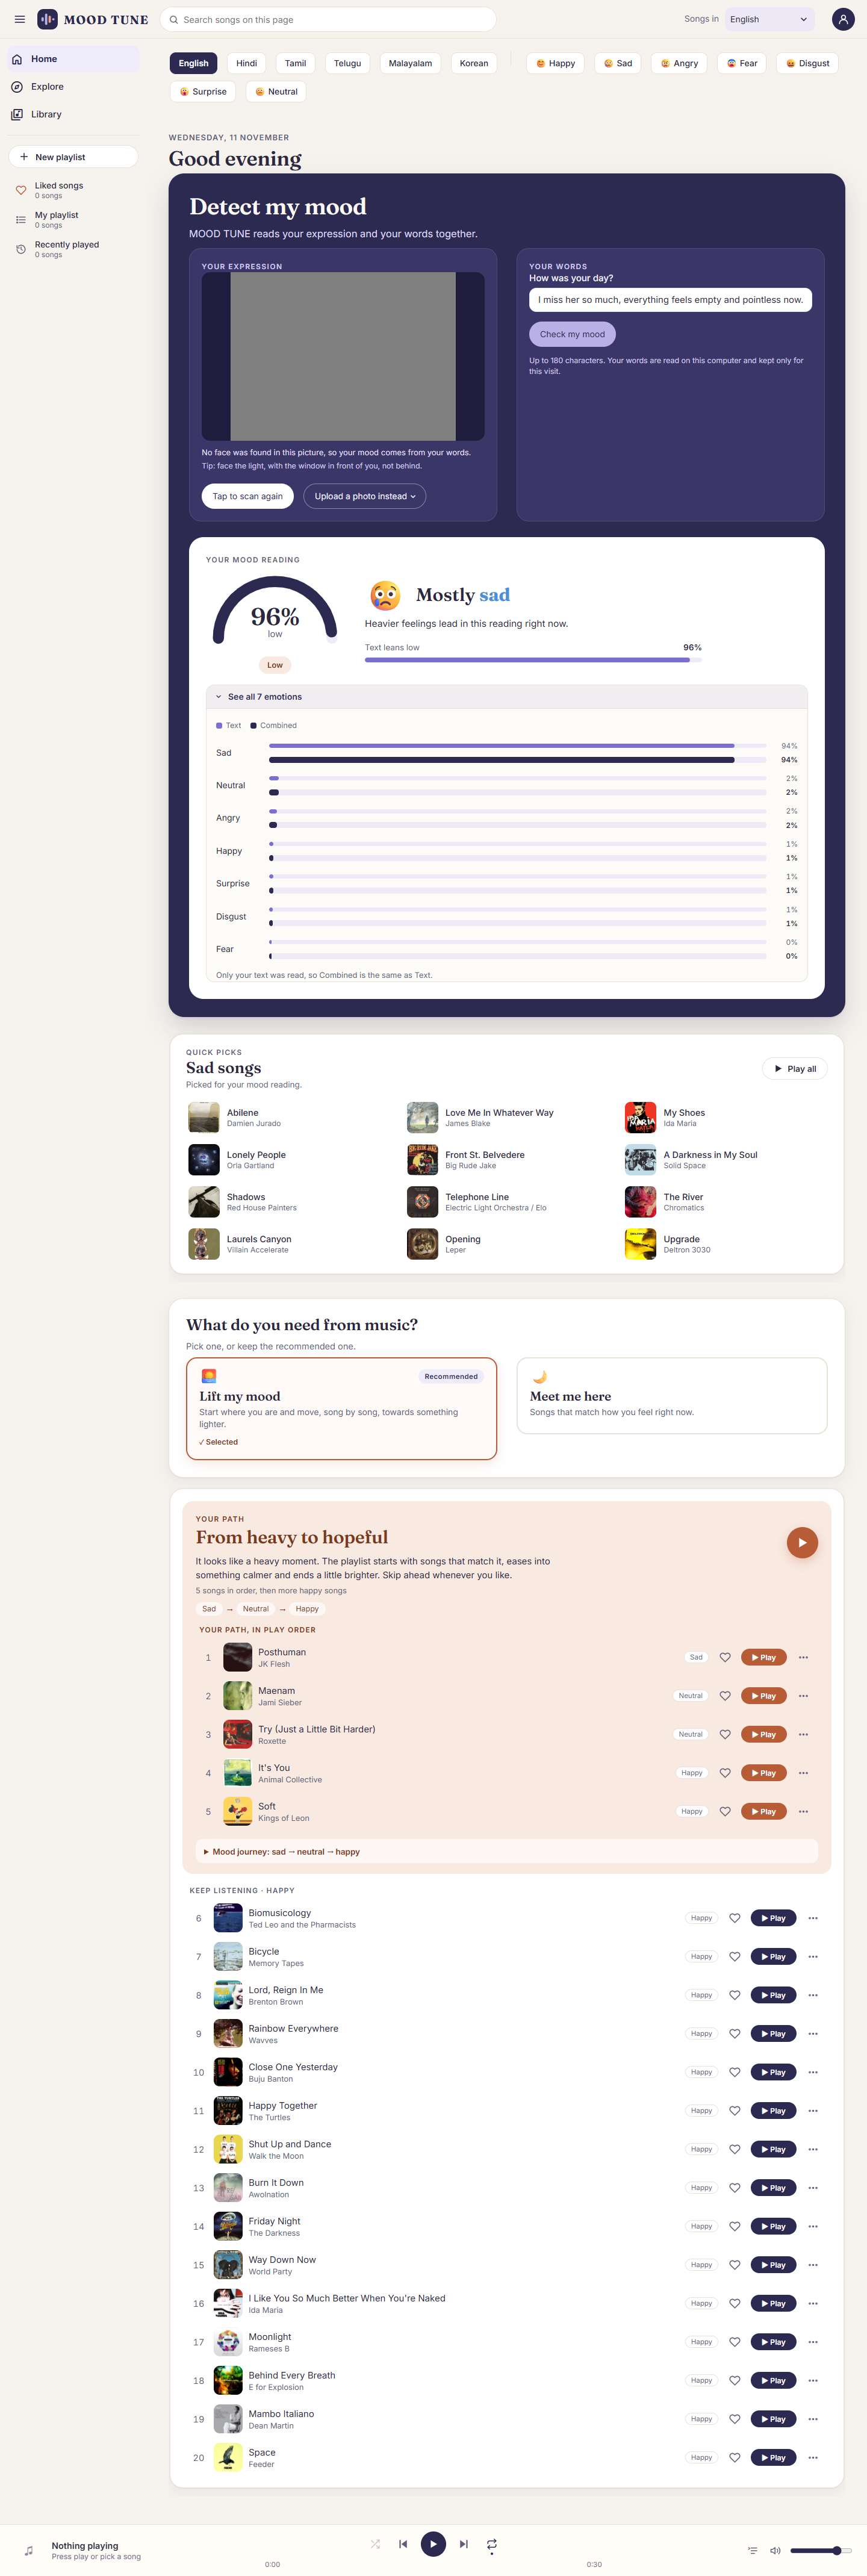 MOOD TUNE
Search songs on this page
Songs in
English
Home
Explore
Library
New playlist
Liked songs
0 songs
My playlist
0 songs
Recently played
0 songs
English
Hindi
Tamil
Telugu
Malayalam
Korean
Happy
Sad
Angry
Fear
Disgust
Surprise
Neutral
WEDNESDAY, 11 NOVEMBER
Good evening
Detect my mood
MOOD TUNE reads your expression and your words together.
YOUR EXPRESSION
No face was found in this picture, so your mood comes from your words.
Tip: face the light, with the window in front of you, not behind.
Tap to scan again
Upload a photo instead
YOUR WORDS
How was your day?
I miss her so much, everything feels empty and pointless now.
Check my mood
Up to 180 characters. Your words are read on this computer and kept only for
this visit.
YOUR MOOD READING
96%
low
Low
Mostly sad
Heavier feelings lead in this reading right now.
Text leans low
96%
See all 7 emotions
Text
Combined
Sad
94%
94%
Neutral
2%
2%
Angry
2%
2%
Happy
1%
1%
Surprise
1%
1%
Disgust
1%
1%
Fear
0%
0%
Only your text was read, so Combined is the same as Text.
QUICK PICKS
Sad songs
Picked for your mood reading.
Play all
Abilene
Damien Jurado
Love Me In Whatever Way
James Blake
My Shoes
Ida Maria
Lonely People
Orla Gartland
Front St. Belvedere
Big Rude Jake
A Darkness in My Soul
Solid Space
Shadows
Red House Painters
Telephone Line
Electric Light Orchestra / Elo
The River
Chromatics
Laurels Canyon
Villain Accelerate
Opening
Leper
Upgrade
Deltron 3030
What do you need from music?
Pick one, or keep the recommended one.
Recommended
Lift my mood
Start where you are and move, song by song, towards something
lighter.
✓ Selected
Meet me here
Songs that match how you feel right now.
YOUR PATH
From heavy to hopeful
It looks like a heavy moment. The playlist starts with songs that match it, eases into
something calmer and ends a little brighter. Skip ahead whenever you like.
5 songs in order, then more happy songs
Sad → Neutral → Happy
YOUR PATH, IN PLAY ORDER
1
Posthuman
JK Flesh
Sad
Play
2
Maenam
Jami Sieber
Neutral
Play
3
Try (Just a Little Bit Harder)
Roxette
Neutral
Play
4
It's You
Animal Collective
Happy
Play
5
Soft
Kings of Leon
Happy
Play
Mood journey: sad → neutral → happy
KEEP LISTENING · HAPPY
6
Biomusicology
Ted Leo and the Pharmacists
Happy
Play
7
Bicycle
Memory Tapes
Happy
Play
8
Lord, Reign In Me
Brenton Brown
Happy
Play
9
Rainbow Everywhere
Wavves
Happy
Play
10
Close One Yesterday
Buju Banton
Happy
Play
11
Happy Together
The Turtles
Happy
Play
12
Shut Up and Dance
Walk the Moon
Happy
Play
13
Burn It Down
Awolnation
Happy
Play
14
Friday Night
The Darkness
Happy
Play
15
Way Down Now
World Party
Happy
Play
16
I Like You So Much Better When You're Naked
Ida Maria
Happy
Play
17
Moonlight
Rameses B
Happy
Play
18
Behind Every Breath
E for Explosion
Happy
Play
19
Mambo Italiano
Dean Martin
Happy
Play
20
Space
Feeder
Happy
Play
Nothing playing
Press play or pick a song
0:00
0:30